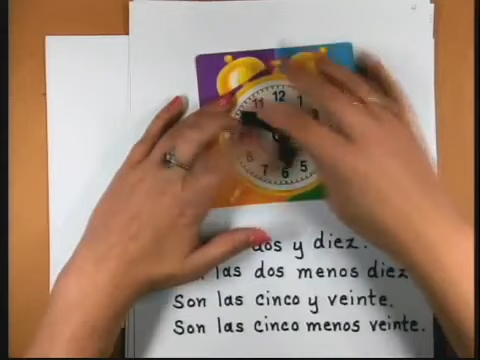 11 12 1
8 7 6 5
dos y diez.
las dos menos diez
Son las cinco y veinte.
Son las cinco menos veinte.